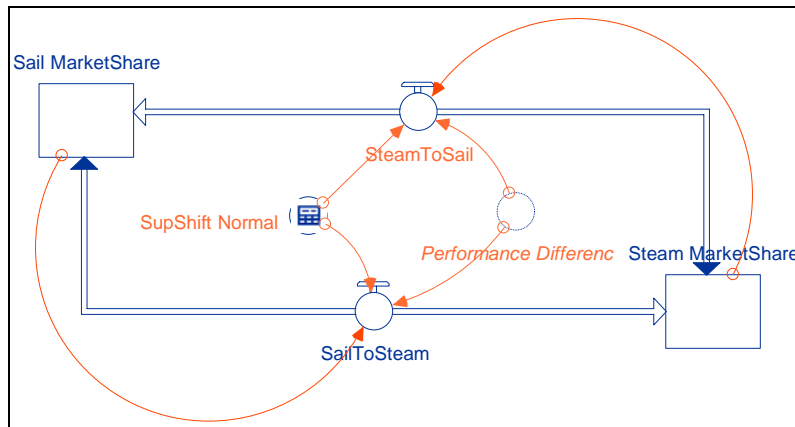 Sail MarketShare
SteamToSail
SupShift Normal
Performance Differenc
Steam MarketShare
SailToSteam